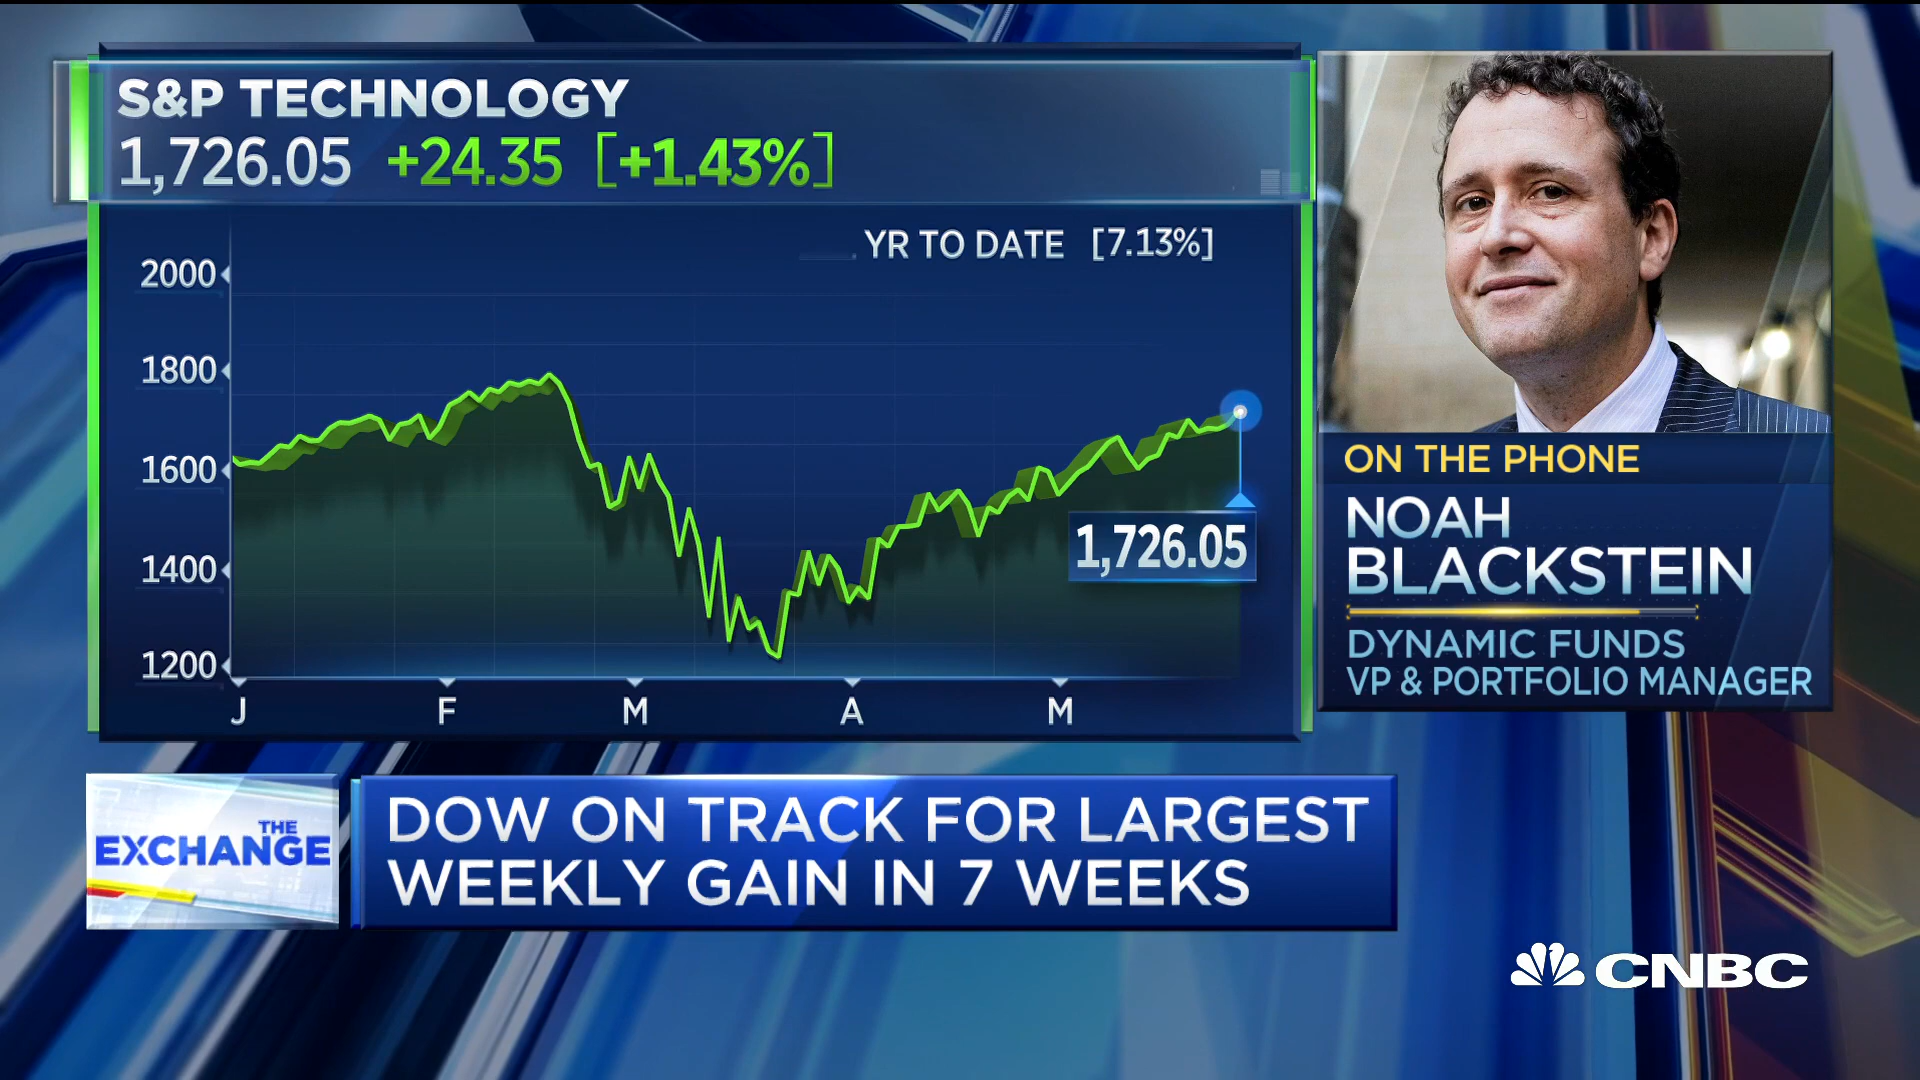 S&P TECHNOLOGY
1,726.05 +24.35 [+1.43%]
YR TO DATE [7.13%]
2000
1800
1600
1400
1200
J F M A M
1,726.05
ON THE PHONE
NOAH
BLACKSTEIN
DYNAMIC FUNDS
VP & PORTFOLIO MANAGER
THE
EXCHANGE
DOW ON TRACK FOR LARGEST
WEEKLY GAIN IN 7 WEEKS
CNBC